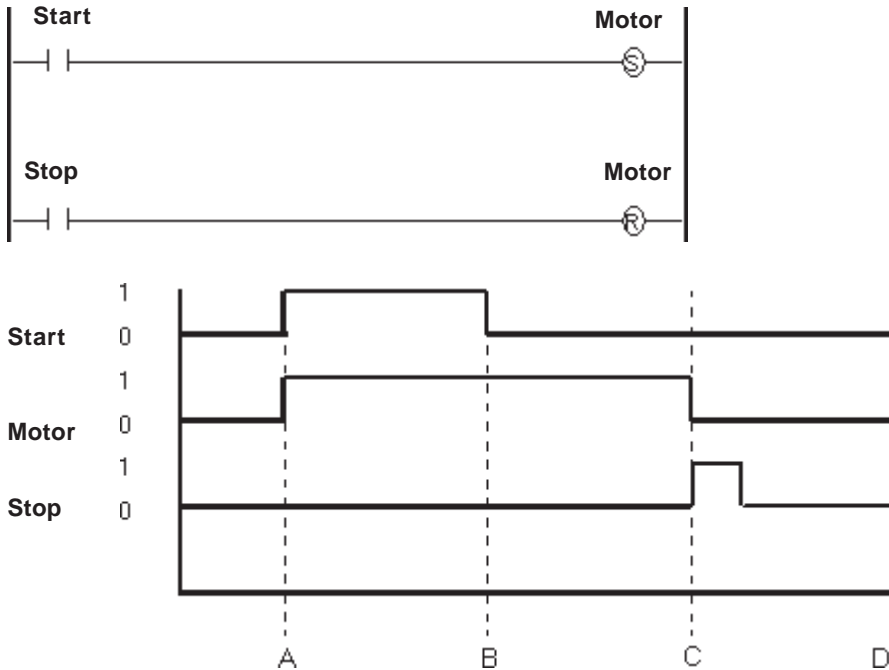 Start Motor
S
Stop Motor
R
1
Start 0
1
Motor 0
1
Stop 0
A B C D